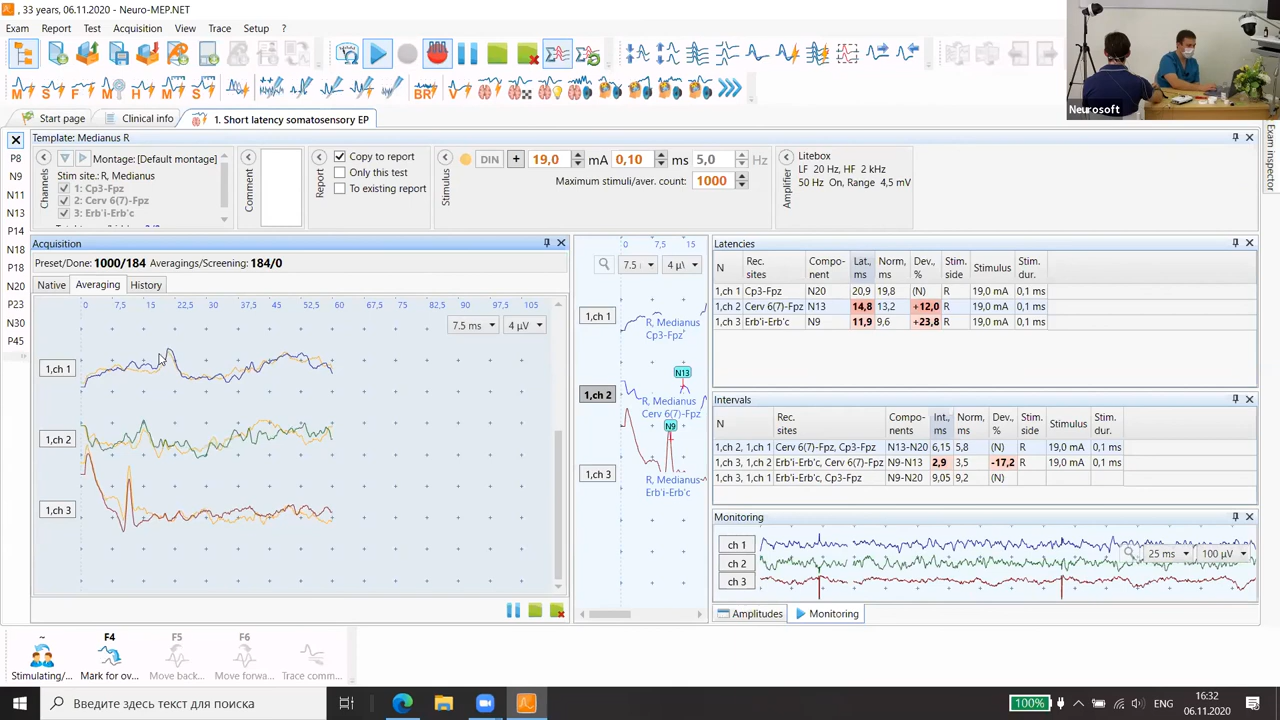 , 33 years, 06.11.2020 - Neuro-MEP.NET
Exam Report Test Acquisition View Trace Setup ?
Start page Clinical info 1. Short latency somatosensory EP
Template: Medianus R
Channels
Montage: [Default montage]
Stim site: R, Medianus
1: Cp3-Fpz
2: Cerv 6(7)-Fpz
3: Erb'i-Erb'c
Comment
Report
Copy to report
Only this test
To existing report
Stimulus
DIN + 19,0 mA 0,10 ms 5,0 Hz
Maximum stimuli/aver. count: 1000
Amplifier
Litebox
LF 20 Hz, HF 2 kHz
50 Hz On, Range 4,5 mV
Exam inspector
P8
N9
N11
N13
P14
N18
P18
N20
P23
N30
P45
Acquisition
Preset/Done: 1000/184 Averagings/Screening: 184/0
Native Averaging History
0 7,5 15 22,5 30 37,5 45 52,5 60 67,5 75 82,5 90 97,5 105
7.5 ms 4 µV
1,ch 1
1,ch 2
1,ch 3
0 7,5 15
7.5 4 µV
1,ch 1
R, Medianus
Cp3-Fpz
N13
1,ch 2
R, Medianus
Cerv 6(7)-Fpz
N9
1,ch 3
R, Medianus
Erb'i-Erb'c
Latencies
N Rec. sites Compo-nent Lat., ms Norm, ms Dev., % Stim. side Stimulus Stim. dur.
1,ch 1 Cp3-Fpz N20 20,9 19,8 (N) R 19,0 mA 0,1 ms
1,ch 2 Cerv 6(7)-Fpz N13 14,8 13,2 +12,0 R 19,0 mA 0,1 ms
1,ch 3 Erb'i-Erb'c N9 11,9 9,6 +23,8 R 19,0 mA 0,1 ms
Intervals
N Rec. sites Compo-nents Int., ms Norm, ms Dev., % Stim. side Stimulus Stim. dur.
1,ch 2, 1,ch 1 Cerv 6(7)-Fpz, Cp3-Fpz N13-N20 6,15 5,8 (N) R 19,0 mA 0,1 ms
1,ch 3, 1,ch 2 Erb'i-Erb'c, Cerv 6(7)-Fpz N9-N13 2,9 3,5 -17,2 R 19,0 mA 0,1 ms
1,ch 3, 1,ch 1 Erb'i-Erb'c, Cp3-Fpz N9-N20 9,05 9,2 (N)
Monitoring
ch 1
ch 2
ch 3
25 ms 100 µV
Amplitudes Monitoring
~ F4 F5 F6
Stimulating/... Mark for ov... Move back... Move forwa... Trace comm...
Введите здесь текст для поиска
100% ENG 16:32
06.11.2020
Neurosoft